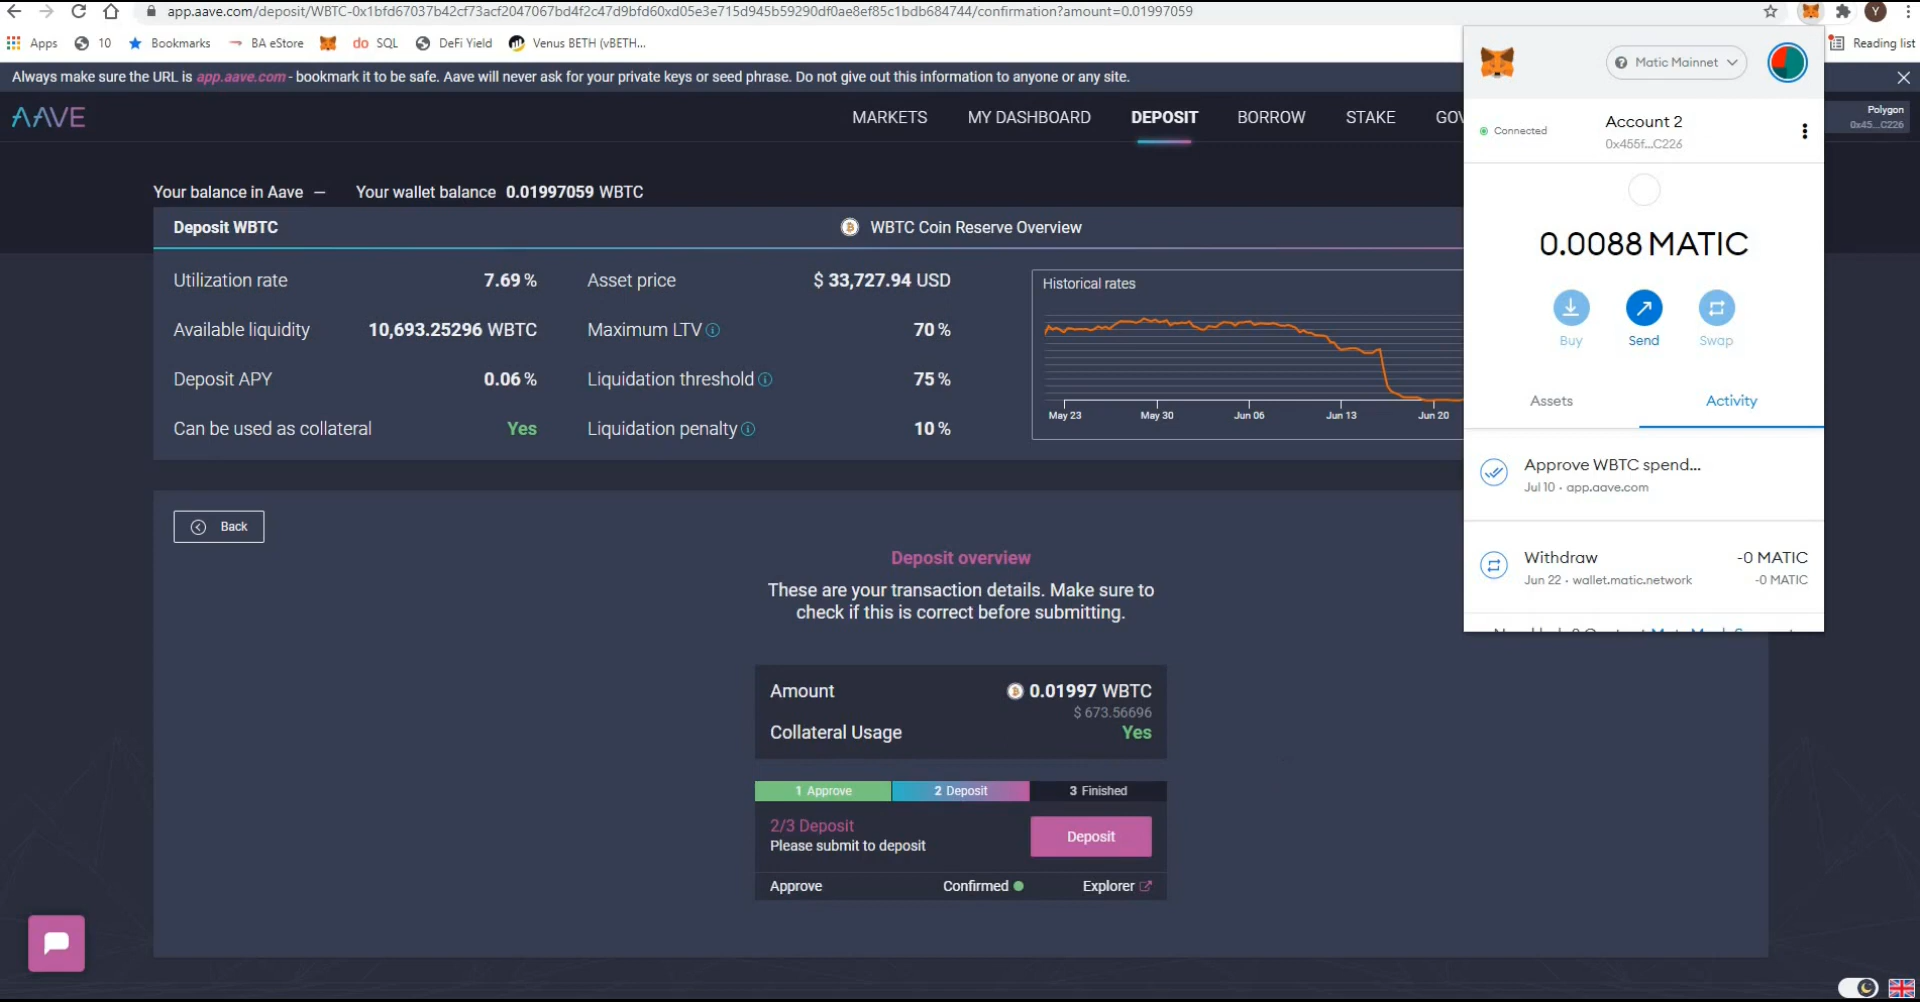 app.aave.com/deposit/WBTC-0x1bfd67037b42cf73acf2047067bd4f2c47d9bfd60xd05e3e715d945b59290df0ae8ef85c1bdb684744/confirmation?amount=0.01997059
Y
Apps 10 Bookmarks BA eStore do SQL DeFi Yield Venus BETH (vBETH... Reading list
Always make sure the URL is app.aave.com - bookmark it to be safe. Aave will never ask for your private keys or seed phrase. Do not give out this information to anyone or any site.
AAVE
MARKETS MY DASHBOARD DEPOSIT BORROW STAKE GOV
Polygon
0x45...C226
Your balance in Aave — Your wallet balance 0.01997059 WBTC
Deposit WBTC
WBTC Coin Reserve Overview
Utilization rate 7.69 %
Available liquidity 10,693.25296 WBTC
Deposit APY 0.06 %
Can be used as collateral Yes
Asset price $ 33,727.94 USD
Maximum LTV 70 %
Liquidation threshold 75 %
Liquidation penalty 10 %
Historical rates
May 23 May 30 Jun 06 Jun 13 Jun 20
Back
Deposit overview
These are your transaction details. Make sure to
check if this is correct before submitting.
Amount 0.01997 WBTC
$ 673.56696
Collateral Usage Yes
1 Approve 2 Deposit 3 Finished
2/3 Deposit
Please submit to deposit
Deposit
Approve Confirmed Explorer
Matic Mainnet
Connected
Account 2
0x455f...C226
0.0088 MATIC
Buy Send Swap
Assets Activity
Approve WBTC spend...
Jul 10 · app.aave.com
Withdraw -0 MATIC
Jun 22 · wallet.matic.network -0 MATIC